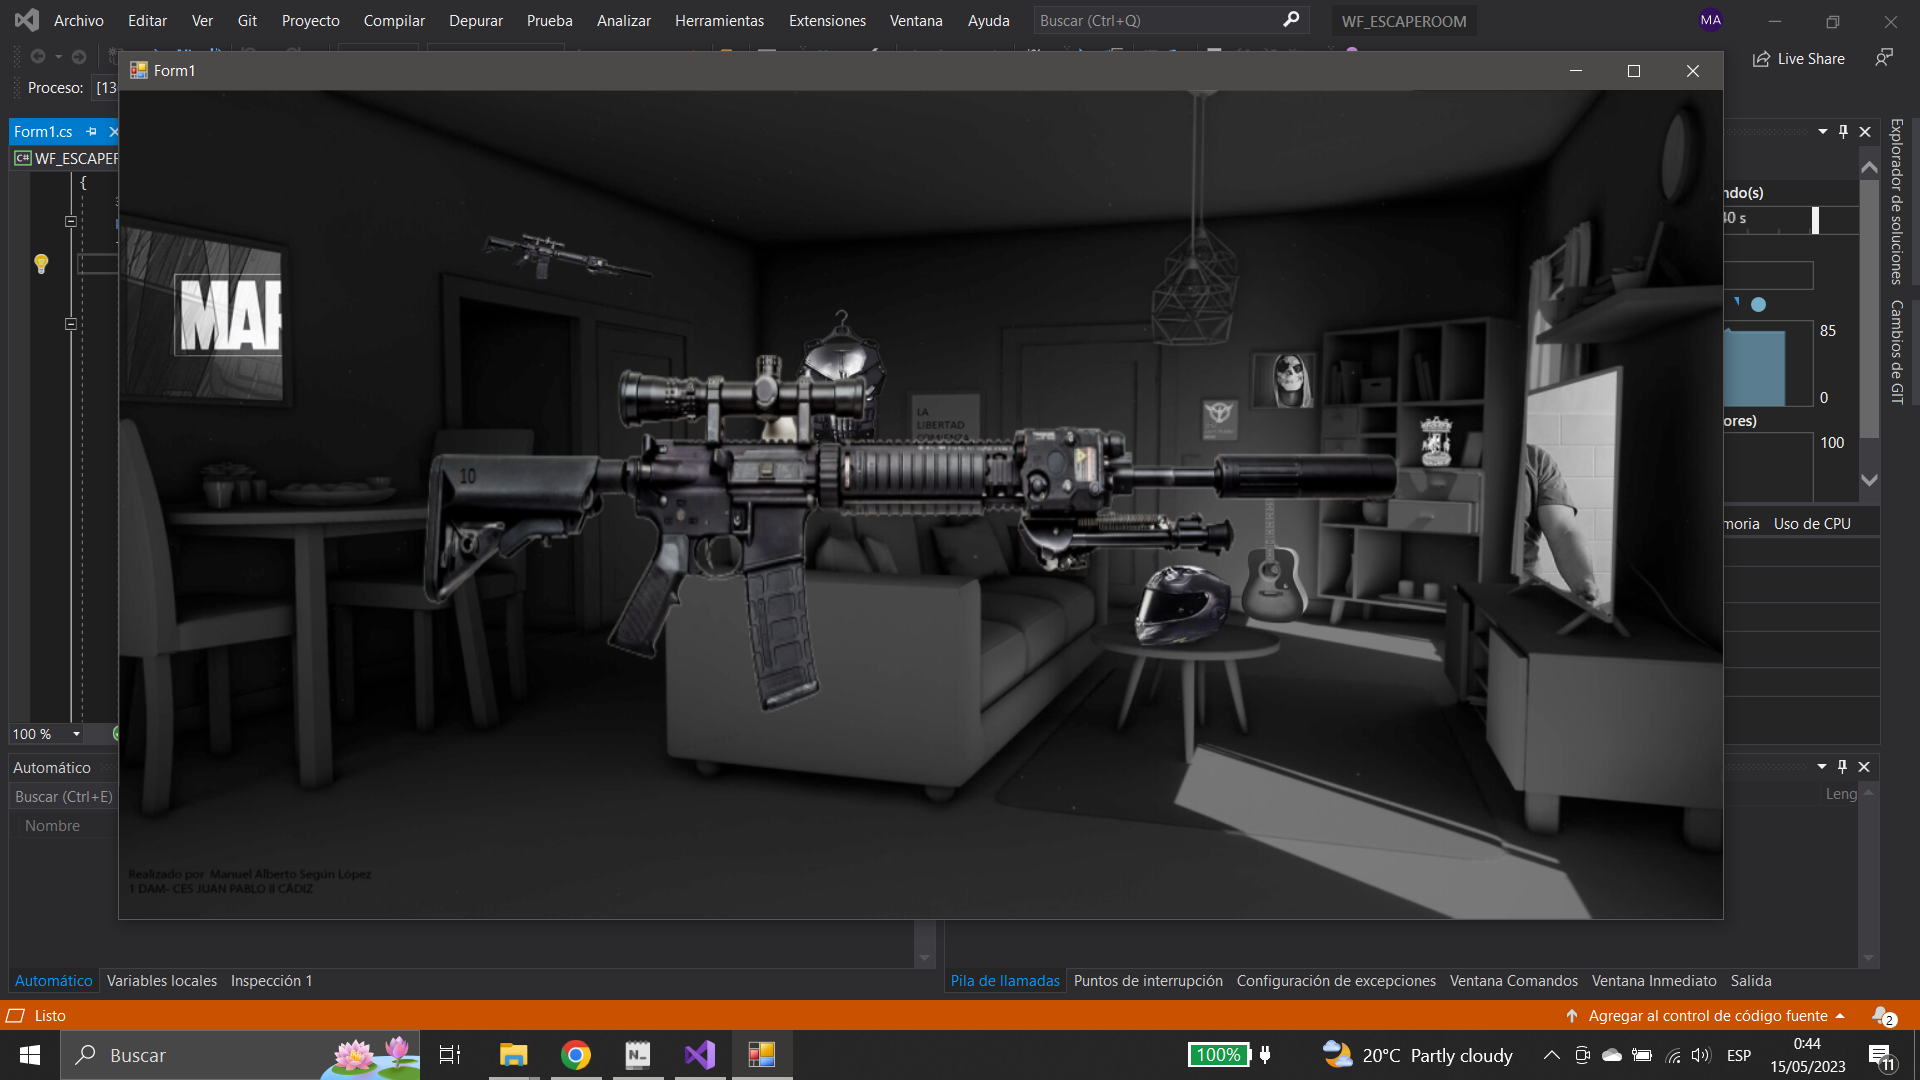 Archivo Editar Ver Git Proyecto Compilar Depurar Prueba Analizar Herramientas Extensiones Ventana Ayuda Buscar (Ctrl+Q) WF_ESCAPEROOM MA
Live Share
Proceso: [13
Form1
Form1.cs
C# WF_ESCAPER
{
MAR
10
LA
LIBERTAD
COMIENZA
Realizado por Manuel Alberto Según López
1 DAM- CES JUAN PABLO II CÁDIZ
ndo(s)
40 s
85
0
ores)
100
moria Uso de CPU
Explorador de soluciones
Cambios de GIT
100 %
Automático
Buscar (Ctrl+E)
Nombre
Leng
Automático Variables locales Inspección 1
Pila de llamadas Puntos de interrupción Configuración de excepciones Ventana Comandos Ventana Inmediato Salida
Listo
Agregar al control de código fuente 2
Buscar
N
100% 20°C Partly cloudy ESP
0:44
15/05/2023
11